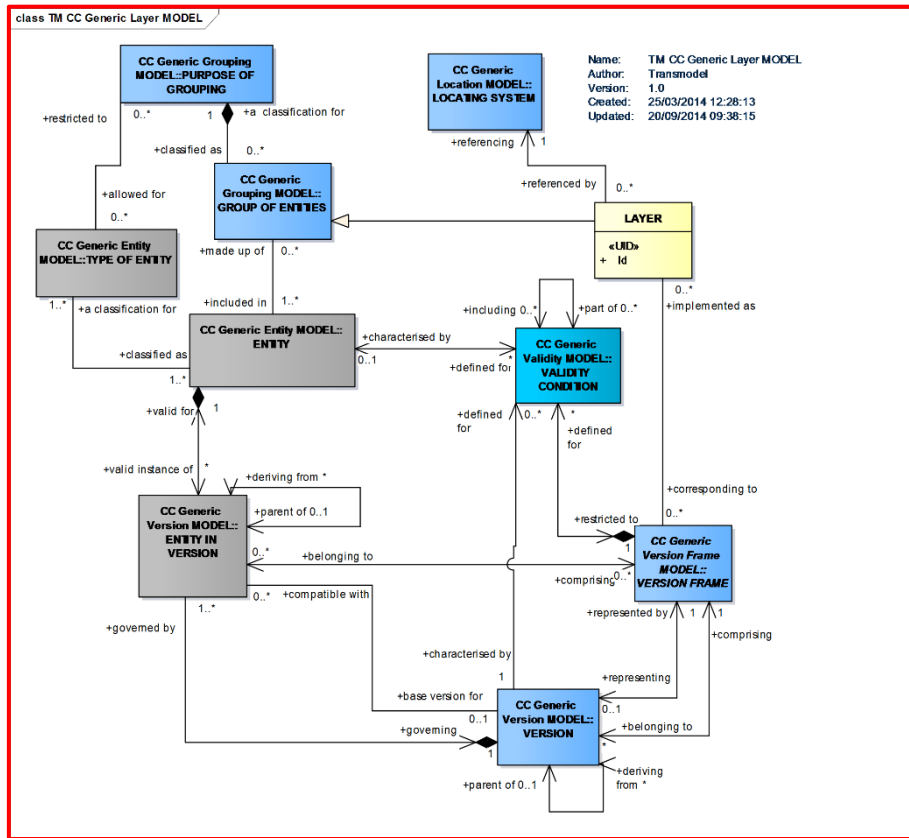 class TM CC Generic Layer MODEL
CC Generic Grouping
MODEL::PURPOSE OF
GROUPING
CC Generic
Location MODEL::
LOCATING SYSTEM
Name: TM CC Generic Layer MODEL
Author: Transmodel
Version: 1.0
Created: 25/03/2014 12:28:13
Updated: 20/09/2014 09:38:15
+restricted to
0..*
1
+a classification for
+referencing
1
+classified as
0..*
+allowed for
0..*
CC Generic
Grouping MODEL::
GROUP OF ENTITIES
+referenced by
0..*
LAYER
«UID»
+ Id
CC Generic Entity
MODEL::TYPE OF ENTITY
+made up of
0..*
0..*
1..*
+a classification for
+included in
1..*
+including 0..*
+part of 0..*
+implemented as
CC Generic Entity MODEL::
ENTITY
+characterised by
0..1
+defined for
*
CC Generic
Validity MODEL::
VALIDITY
CONDITION
+classified as
1..*
+valid for
1
+defined
for
0..*
*
+defined
for
+valid instance of
*
+deriving from *
+parent of 0..1
CC Generic
Version MODEL::
ENTITY IN
VERSION
+corresponding to
0..*
+restricted to
1
CC Generic
Version Frame
MODEL::
VERSION FRAME
0..*
+belonging to
+comprising
0..*
0..*
+compatible with
1..*
+represented by
1
1
+governed by
+comprising
+characterised by
1
+representing
0..1
+base version for
0..1
CC Generic
Version MODEL::
VERSION
+governing
1
+belonging to
*
+parent of 0..1
+deriving
from *